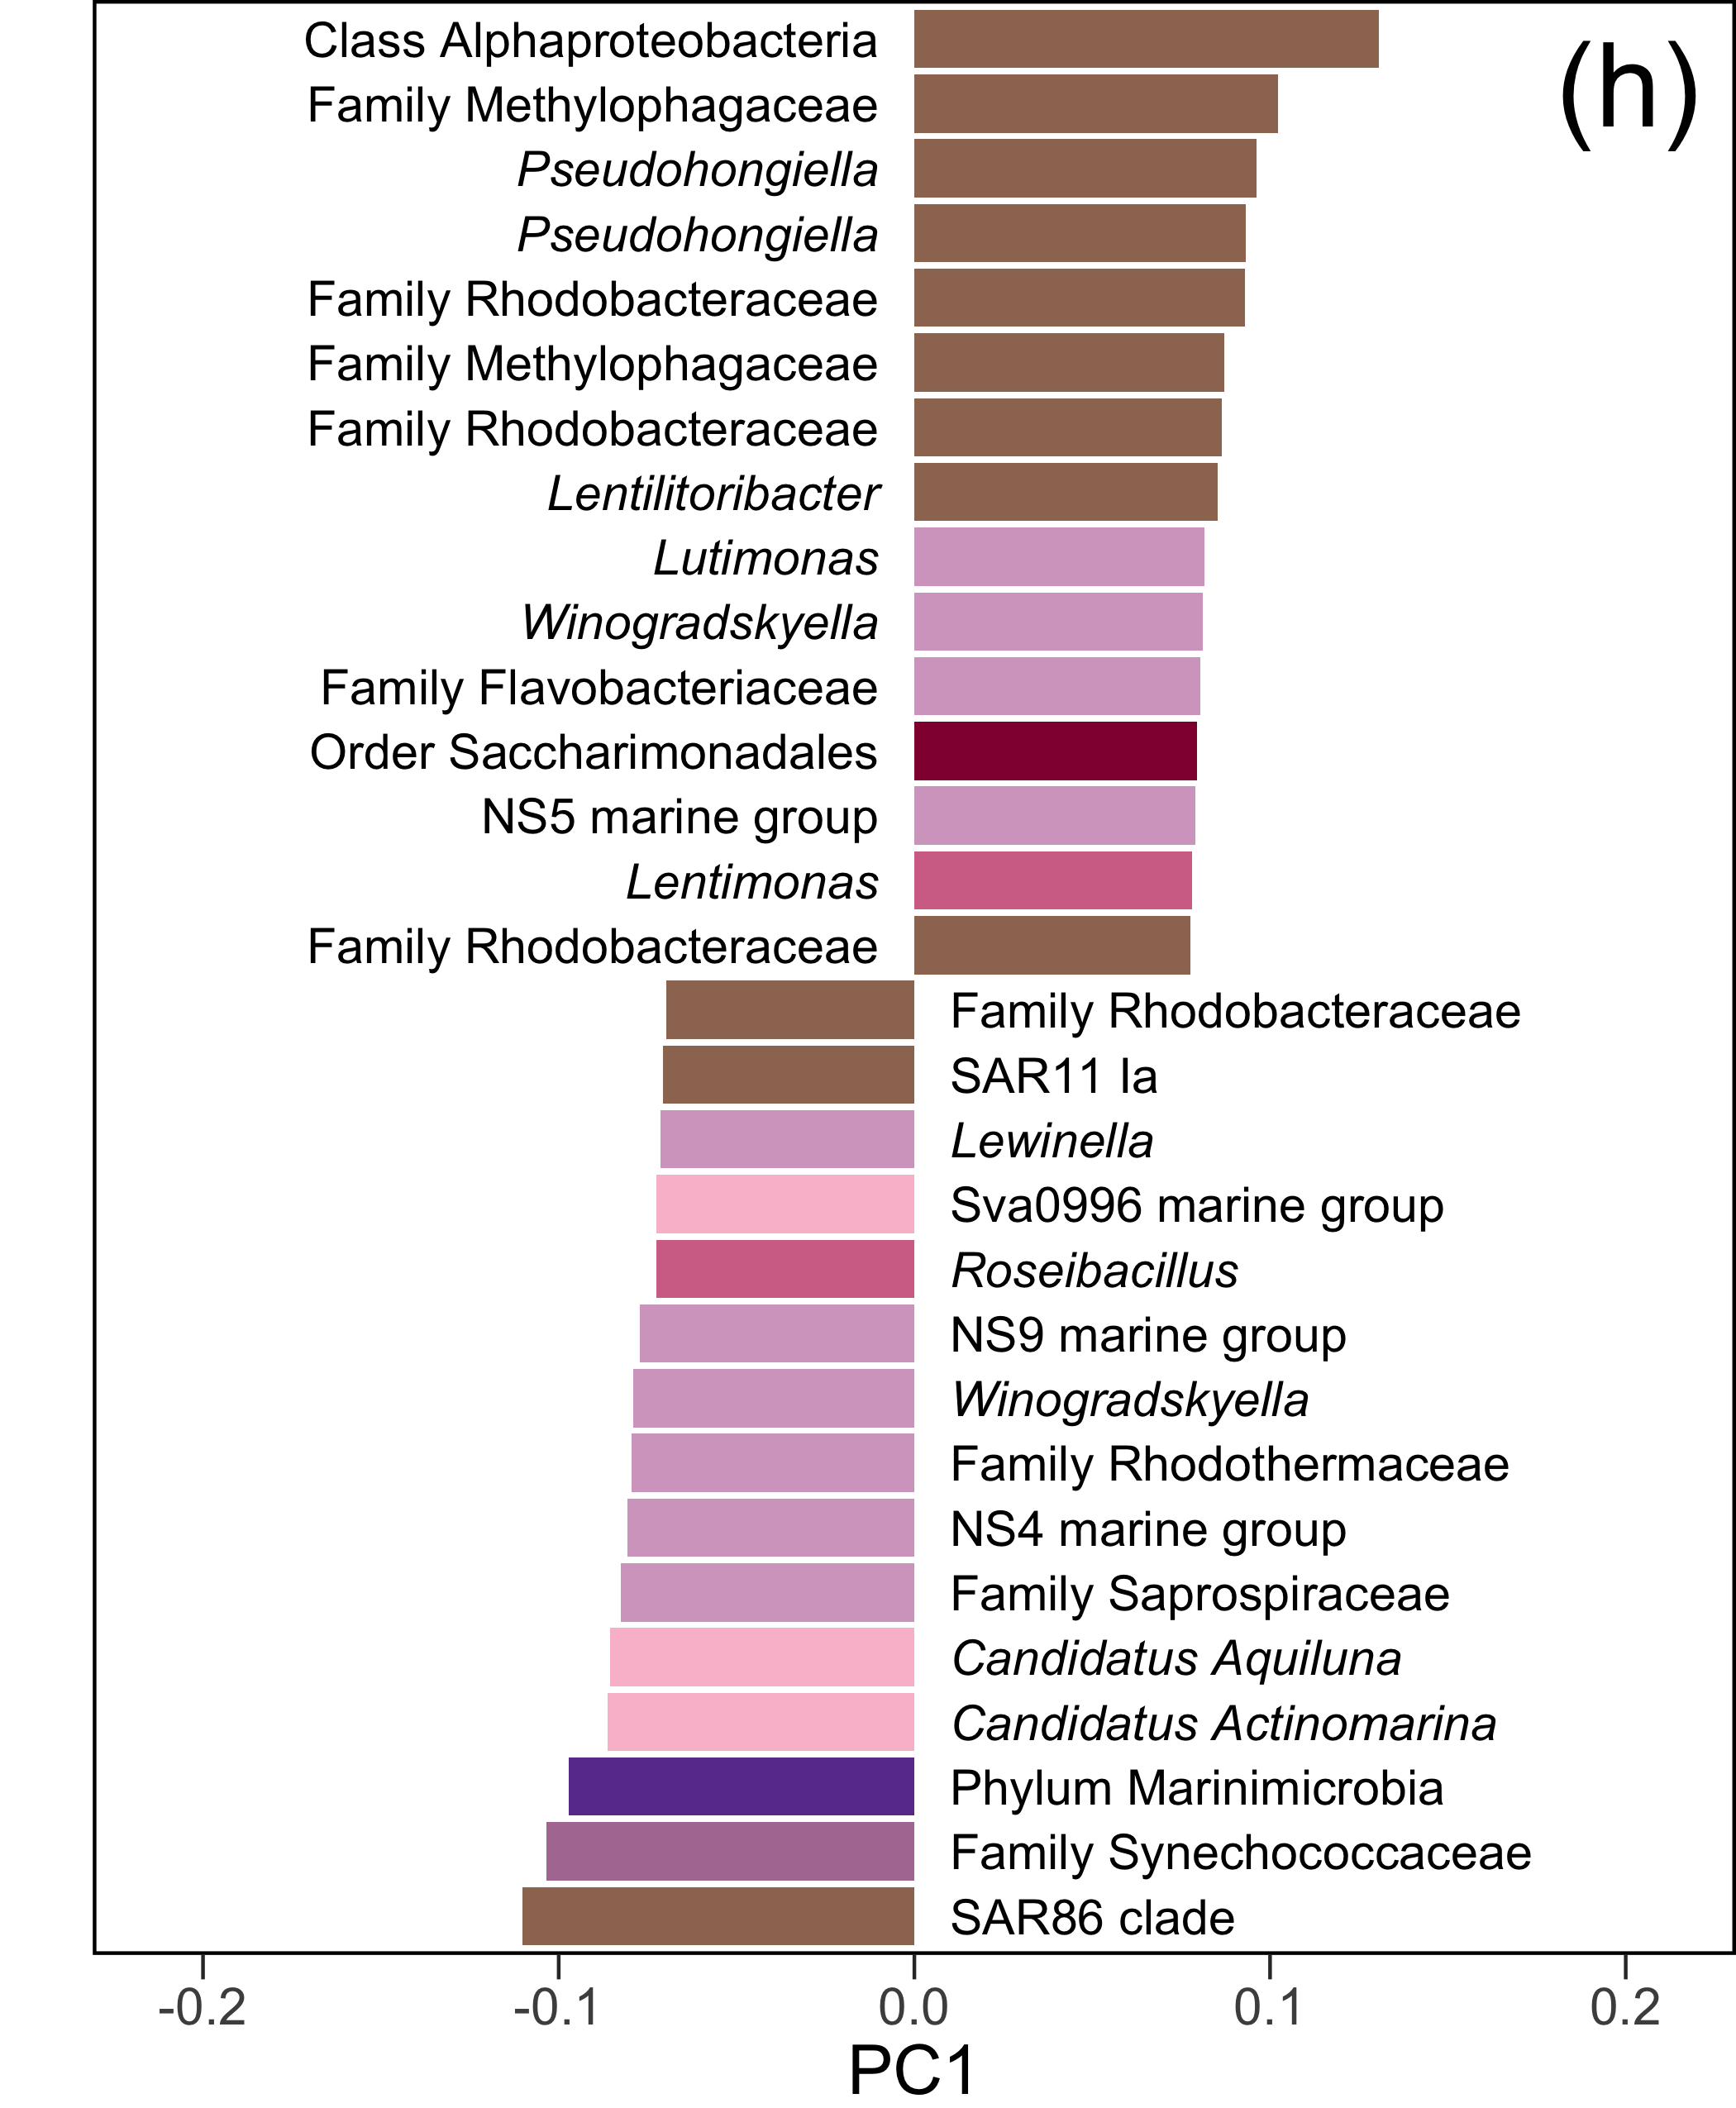 Class Alphaproteobacteria
(h)
Family Methylophagaceae
Pseudohongiella
Pseudohongiella
Family Rhodobacteraceae
Family Methylophagaceae
Family Rhodobacteraceae
Lentilitoribacter
Lutimonas
Winogradskyella
Family Flavobacteriaceae
Order Saccharimonadales
NS5 marine group
Lentimonas
Family Rhodobacteraceae
Family Rhodobacteraceae
SAR11 Ia
Lewinella
Sva0996 marine group
Roseibacillus
NS9 marine group
Winogradskyella
Family Rhodothermaceae
NS4 marine group
Family Saprospiraceae
Candidatus Aquiluna
Candidatus Actinomarina
Phylum Marinimicrobia
Family Synechococcaceae
SAR86 clade
-0.2 -0.1 0.0 0.1 0.2
PC1